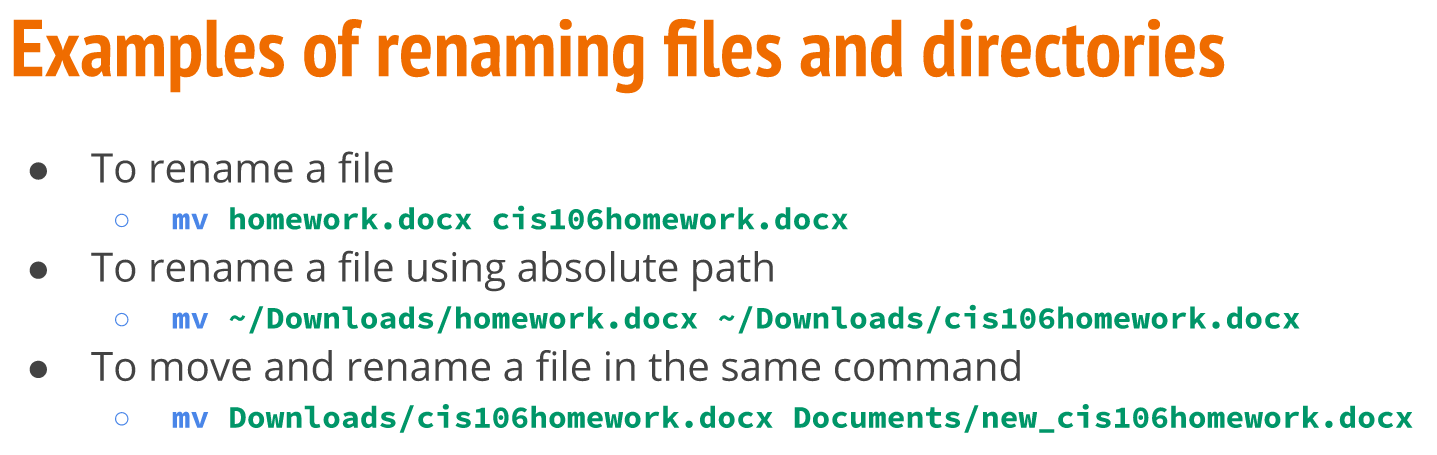 Examples of renaming files and directories
● To rename a file
○ mv homework.docx cis106homework.docx
● To rename a file using absolute path
○ mv ~/Downloads/homework.docx ~/Downloads/cis106homework.docx
● To move and rename a file in the same command
○ mv Downloads/cis106homework.docx Documents/new_cis106homework.docx